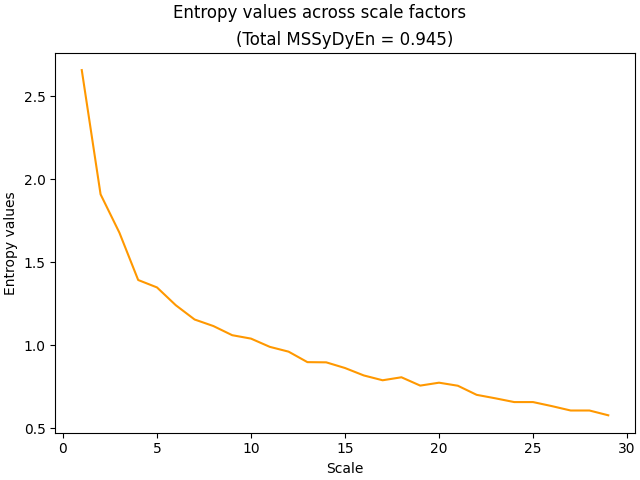 Entropy values across scale factors
(Total MSSyDyEn = 0.945)
Entropy values
2.5
2.0
1.5
1.0
0.5
0 5 10 15 20 25 30
Scale